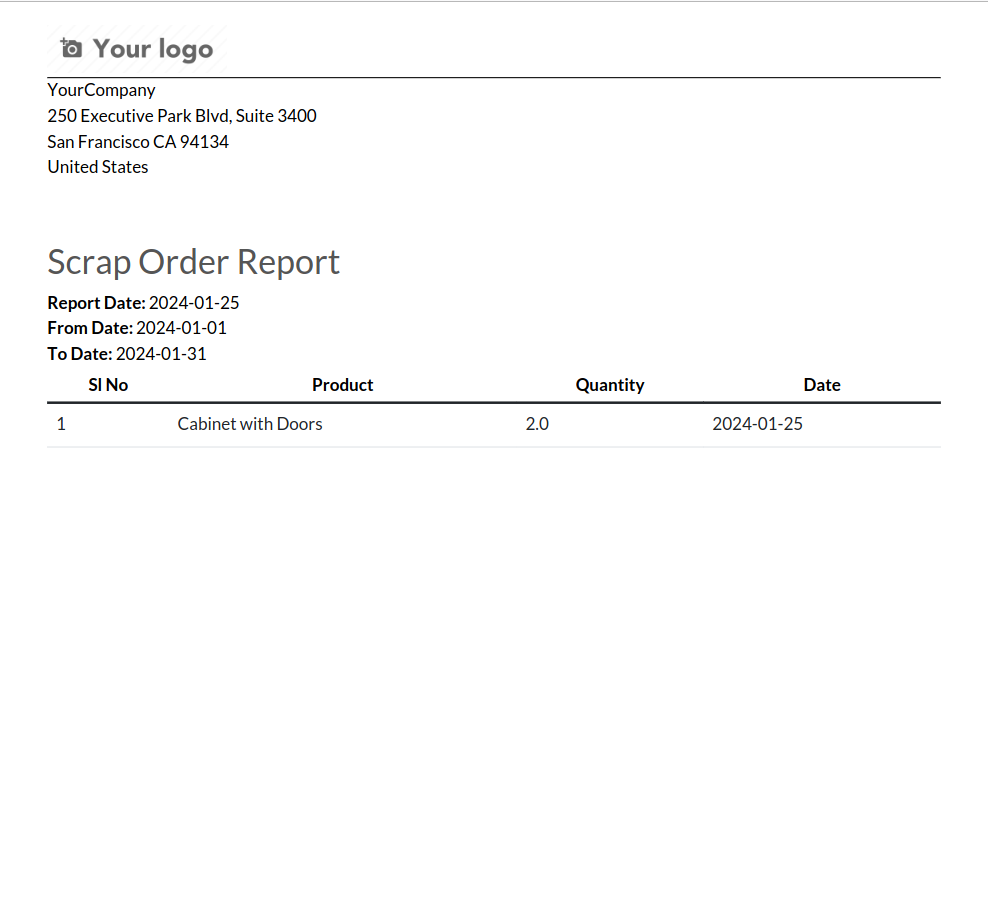 Your logo
YourCompany
250 Executive Park Blvd, Suite 3400
San Francisco CA 94134
United States
Scrap Order Report
Report Date: 2024-01-25
From Date: 2024-01-01
To Date: 2024-01-31
Sl No Product Quantity Date
1 Cabinet with Doors 2.0 2024-01-25